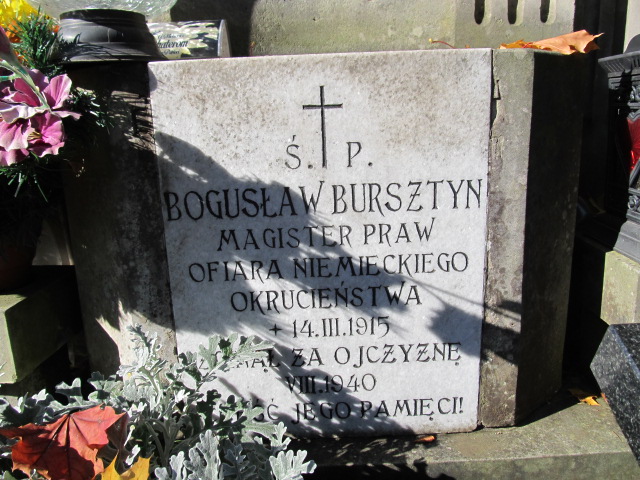 Ś. P.
BOGUSŁAW BURSZTYN
MAGISTER PRAW
OFIARA NIEMIECKIEGO
OKRUCIEŃSTWA
+ 14.III.1915
ZA OJCZYZNĘ
VIII.1940
JEGO PAMIĘCI!